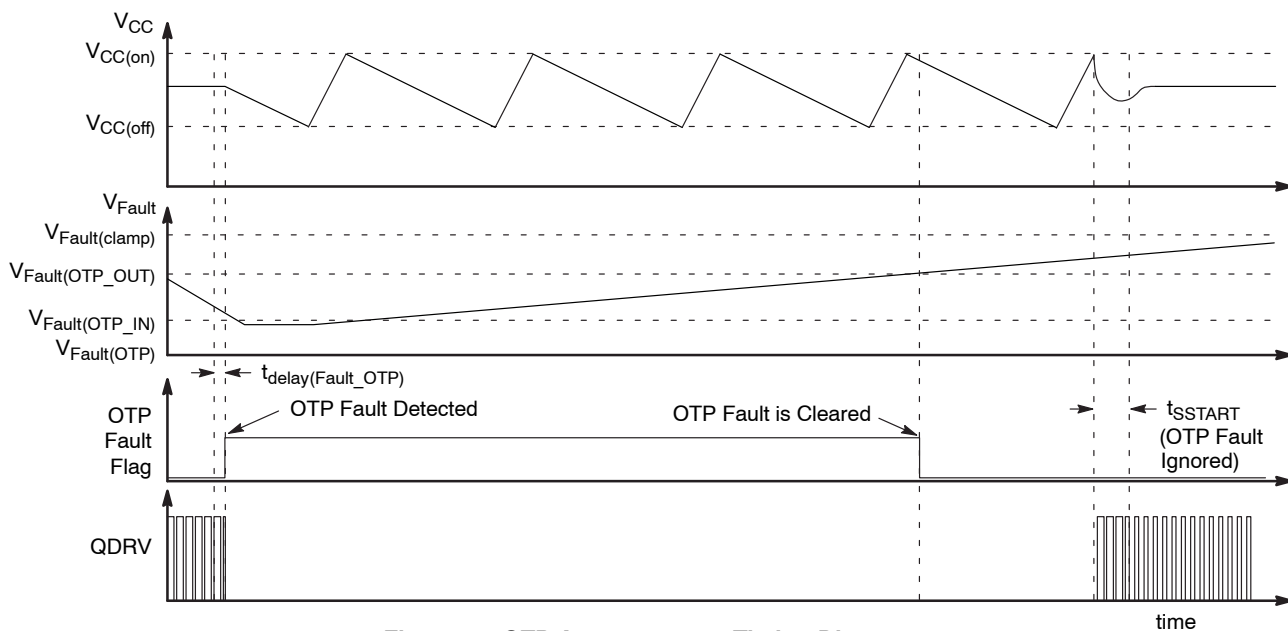 VCC
VCC(on)
VCC(off)
VFault
VFault(clamp)
VFault(OTP_OUT)
VFault(OTP_IN)
VFault(OTP)
tdelay(Fault_OTP)
OTP
Fault
Flag
OTP Fault Detected
OTP Fault is Cleared
tSSTART
(OTP Fault
Ignored)
QDRV
time